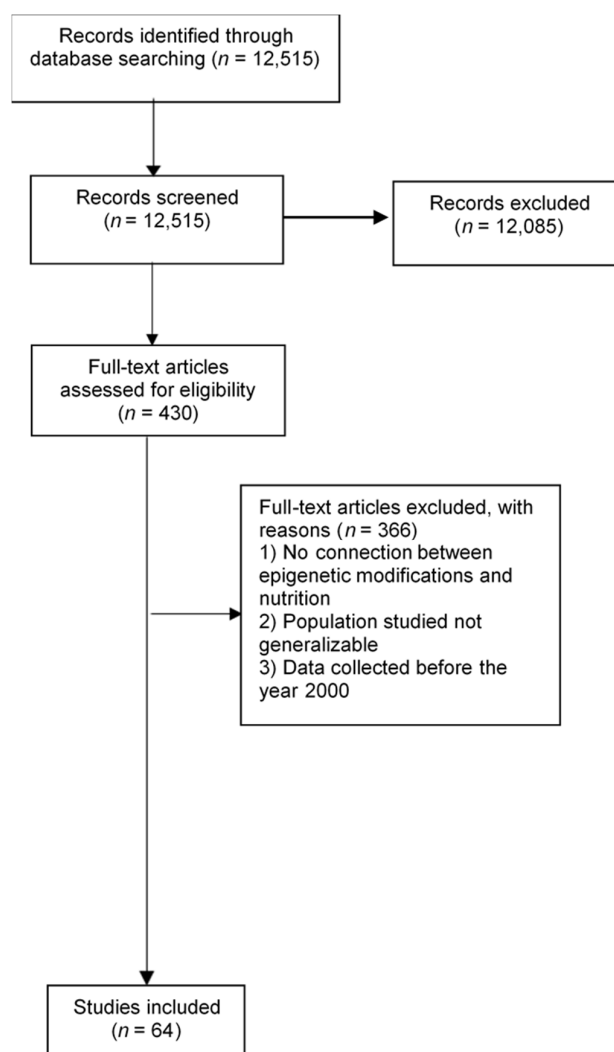 Records identified through
database searching (n = 12,515)
Records screened
(n = 12,515)
Records excluded
(n = 12,085)
Full-text articles
assessed for eligibility
(n = 430)
Full-text articles excluded, with
reasons (n = 366)
1) No connection between
epigenetic modifications and
nutrition
2) Population studied not
generalizable
3) Data collected before the
year 2000
Studies included
(n = 64)